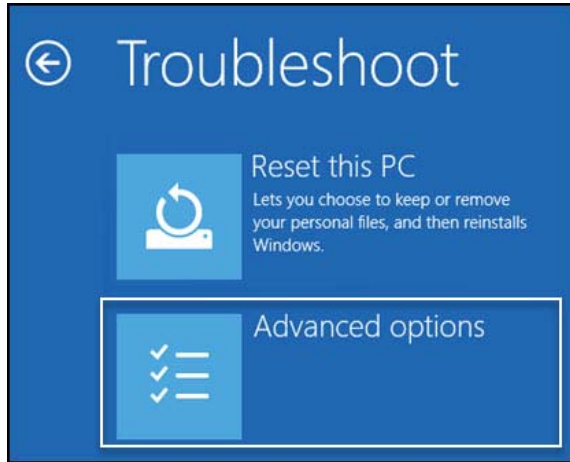 Troubleshoot
Reset this PC
Lets you choose to keep or remove
your personal files, and then reinstalls
Windows.
Advanced options